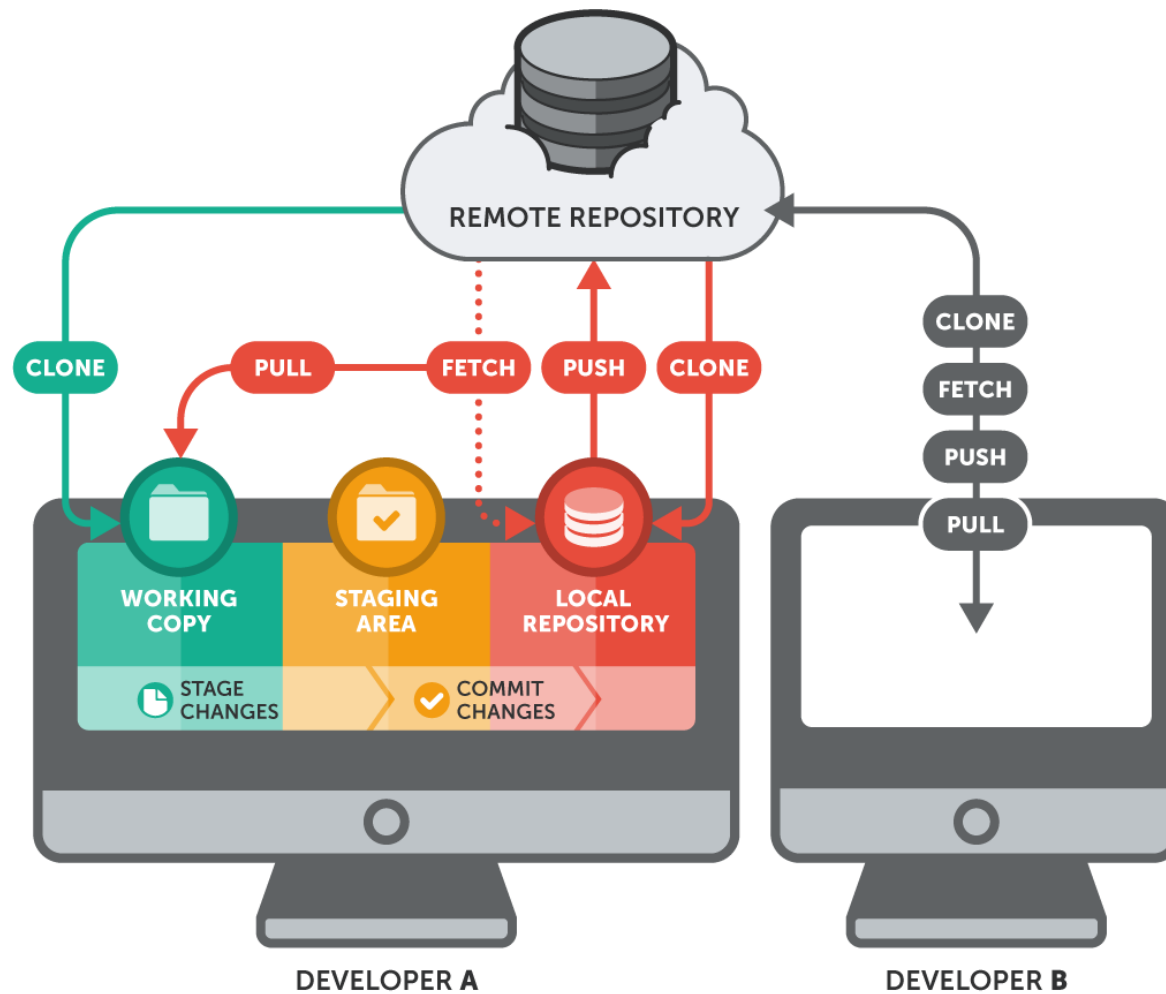 REMOTE REPOSITORY
CLONE
PULL
FETCH
PUSH
CLONE
CLONE
FETCH
PUSH
PULL
WORKING
COPY
STAGING
AREA
LOCAL
REPOSITORY
STAGE
CHANGES
COMMIT
CHANGES
DEVELOPER A
DEVELOPER B